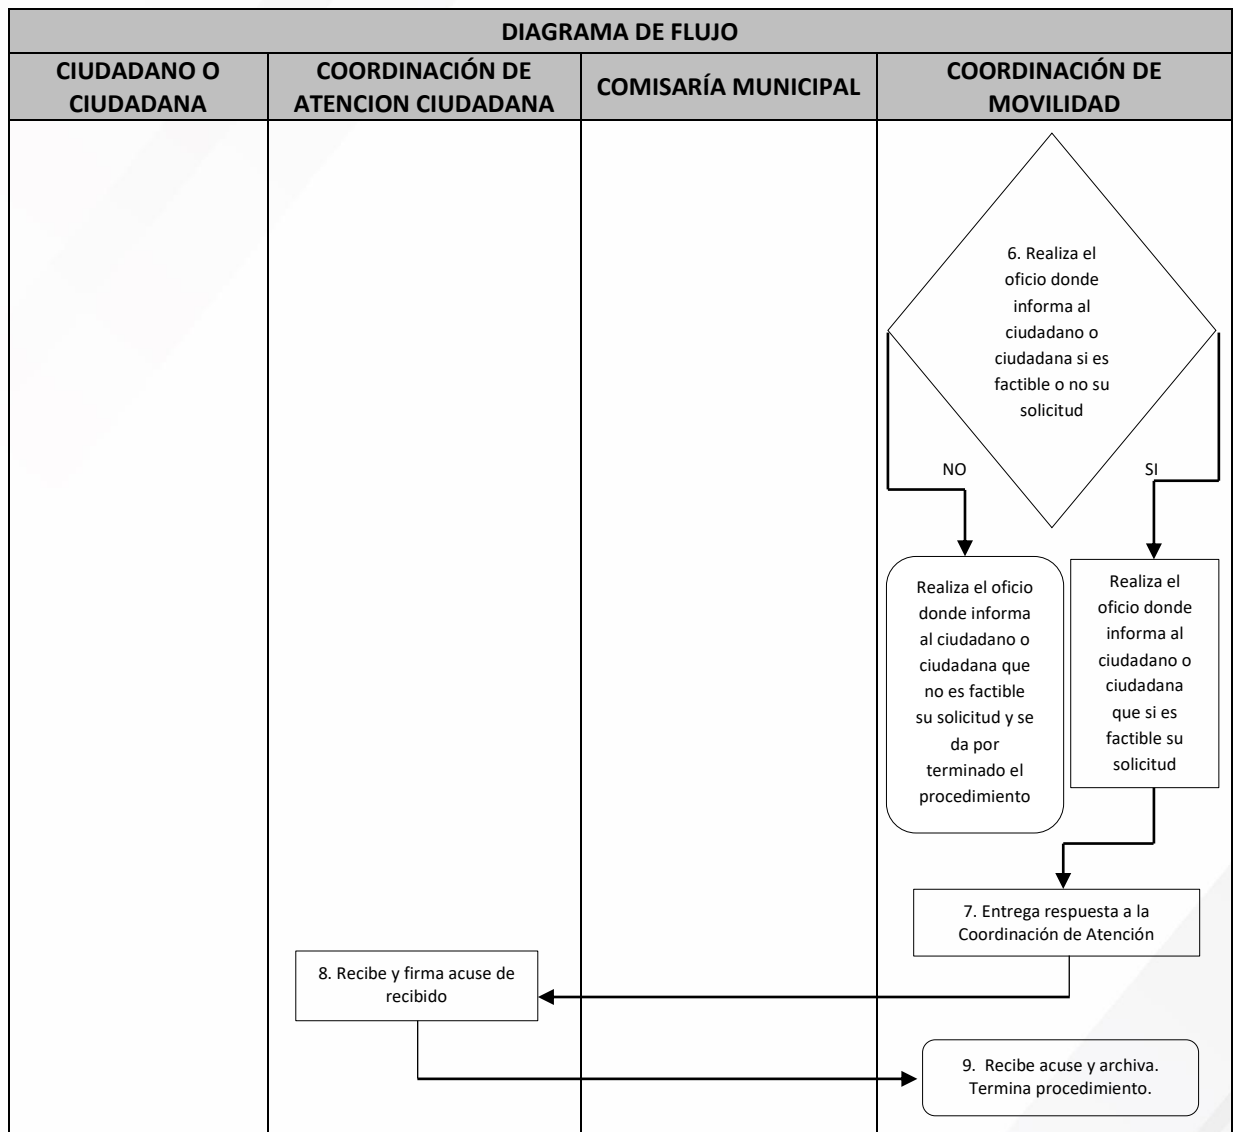 DIAGRAMA DE FLUJO
CIUDADANO O
CIUDADANA
COORDINACIÓN DE
ATENCION CIUDADANA
COMISARÍA MUNICIPAL
COORDINACIÓN DE
MOVILIDAD
6. Realiza el
oficio donde
informa al
ciudadano o
ciudadana si es
factible o no su
solicitud
NO
SI
Realiza el oficio
donde informa
al ciudadano o
ciudadana que
no es factible
su solicitud y se
da por
terminado el
procedimiento
Realiza el
oficio donde
informa al
ciudadano o
ciudadana
que si es
factible su
solicitud
7. Entrega respuesta a la
Coordinación de Atención
8. Recibe y firma acuse de
recibido
9. Recibe acuse y archiva.
Termina procedimiento.